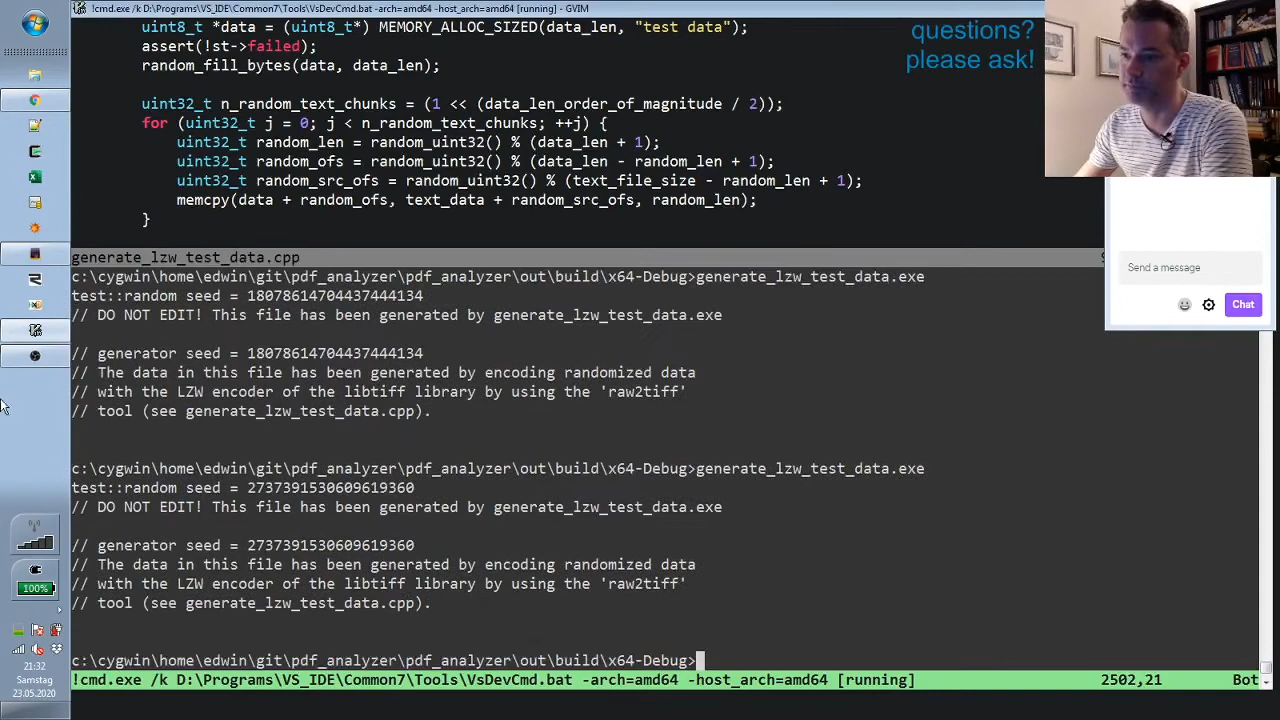 !cmd.exe /k D:\Programs\VS_IDE\Common7\Tools\VsDevCmd.bat -arch=amd64 -host_arch=amd64 [running] - GVIM
uint8_t *data = (uint8_t*) MEMORY_ALLOC_SIZED(data_len, "test data");
assert(!st->failed);
random_fill_bytes(data, data_len);
uint32_t n_random_text_chunks = (1 << (data_len_order_of_magnitude / 2));
for (uint32_t j = 0; j < n_random_text_chunks; ++j) {
uint32_t random_len = random_uint32() % (data_len + 1);
uint32_t random_ofs = random_uint32() % (data_len - random_len + 1);
uint32_t random_src_ofs = random_uint32() % (text_file_size - random_len + 1);
memcpy(data + random_ofs, text_data + random_src_ofs, random_len);
}
questions?
please ask!
Send a message
Chat
generate_lzw_test_data.cpp
c:\cygwin\home\edwin\git\pdf_analyzer\pdf_analyzer\out\build\x64-Debug>generate_lzw_test_data.exe
test::random seed = 18078614704437444134
// DO NOT EDIT! This file has been generated by generate_lzw_test_data.exe
// generator seed = 18078614704437444134
// The data in this file has been generated by encoding randomized data
// with the LZW encoder of the libtiff library by using the 'raw2tiff'
// tool (see generate_lzw_test_data.cpp).
c:\cygwin\home\edwin\git\pdf_analyzer\pdf_analyzer\out\build\x64-Debug>generate_lzw_test_data.exe
test::random seed = 2737391530609619360
// DO NOT EDIT! This file has been generated by generate_lzw_test_data.exe
// generator seed = 2737391530609619360
// The data in this file has been generated by encoding randomized data
// with the LZW encoder of the libtiff library by using the 'raw2tiff'
// tool (see generate_lzw_test_data.cpp).
c:\cygwin\home\edwin\git\pdf_analyzer\pdf_analyzer\out\build\x64-Debug>
!cmd.exe /k D:\Programs\VS_IDE\Common7\Tools\VsDevCmd.bat -arch=amd64 -host_arch=amd64 [running] 2502,21 Bot
100%
21:32
Samstag
23.05.2020